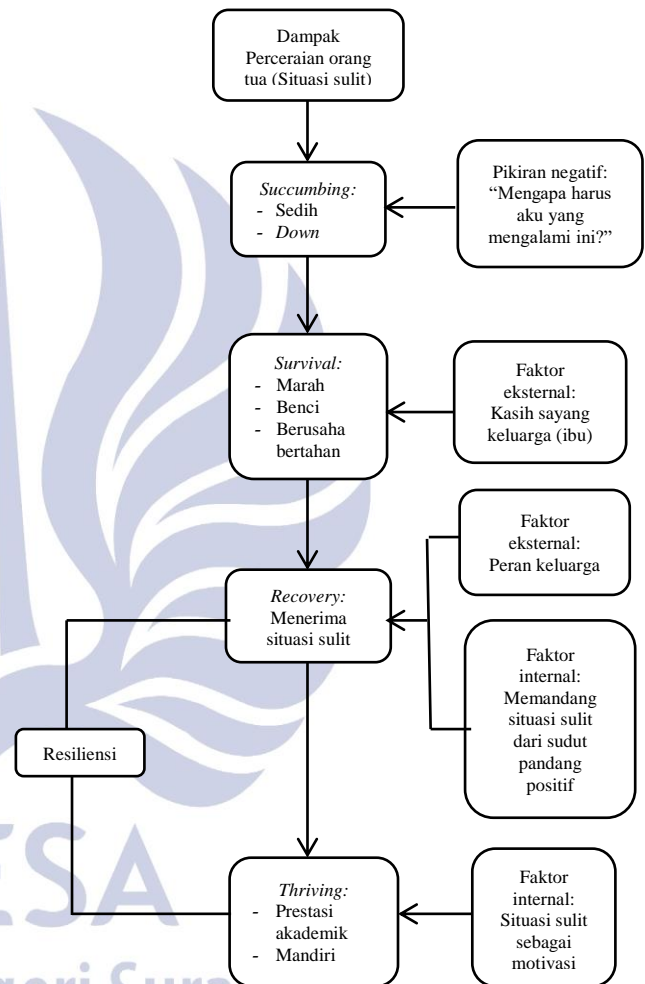 Dampak
Perceraian orang
tua (Situasi sulit)
Succumbing:
- Sedih
- Down
Pikiran negatif:
“Mengapa harus
aku yang
mengalami ini?”
Survival:
- Marah
- Benci
- Berusaha
bertahan
Faktor
eksternal:
Kasih sayang
keluarga (ibu)
Faktor
eksternal:
Peran keluarga
Recovery:
Menerima
situasi sulit
Faktor
internal:
Memandang
situasi sulit
dari sudut
pandang
positif
Resiliensi
Thriving:
- Prestasi
akademik
- Mandiri
Faktor
internal:
Situasi sulit
sebagai
motivasi
ESA